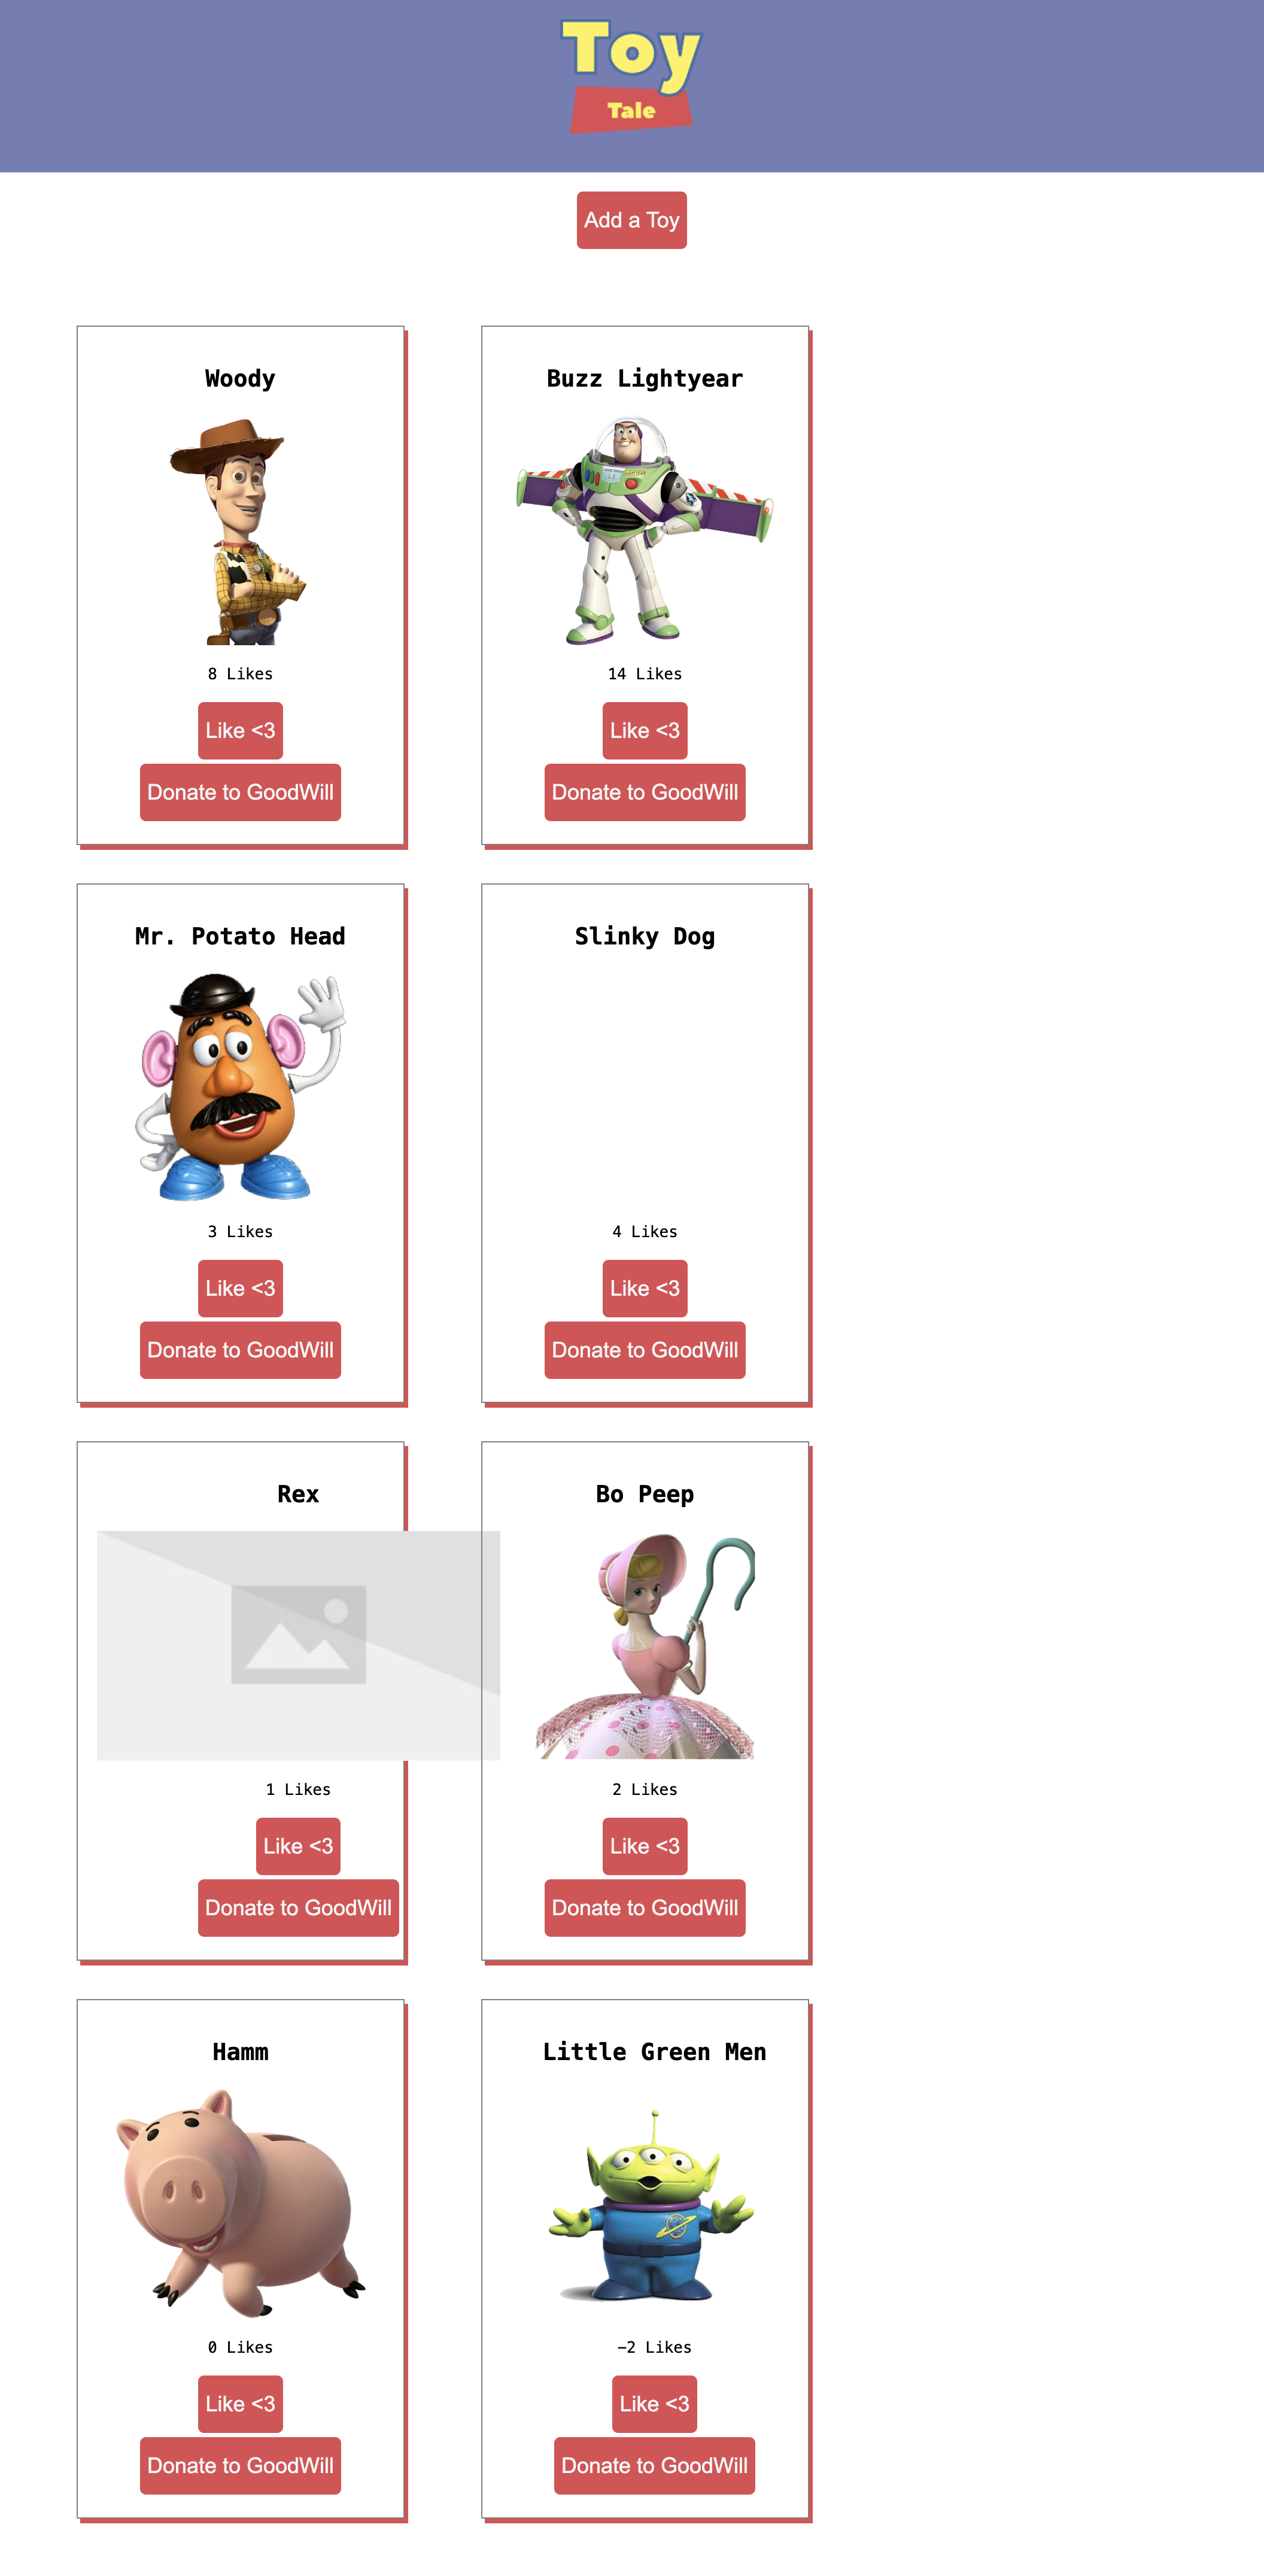 Toy
Tale
Add a Toy
Woody
8 Likes
Like <3
Donate to GoodWill
Buzz Lightyear
14 Likes
Like <3
Donate to GoodWill
Mr. Potato Head
3 Likes
Like <3
Donate to GoodWill
Slinky Dog
4 Likes
Like <3
Donate to GoodWill
Rex
1 Likes
Like <3
Donate to GoodWill
Bo Peep
2 Likes
Like <3
Donate to GoodWill
Hamm
0 Likes
Like <3
Donate to GoodWill
Little Green Men
-2 Likes
Like <3
Donate to GoodWill